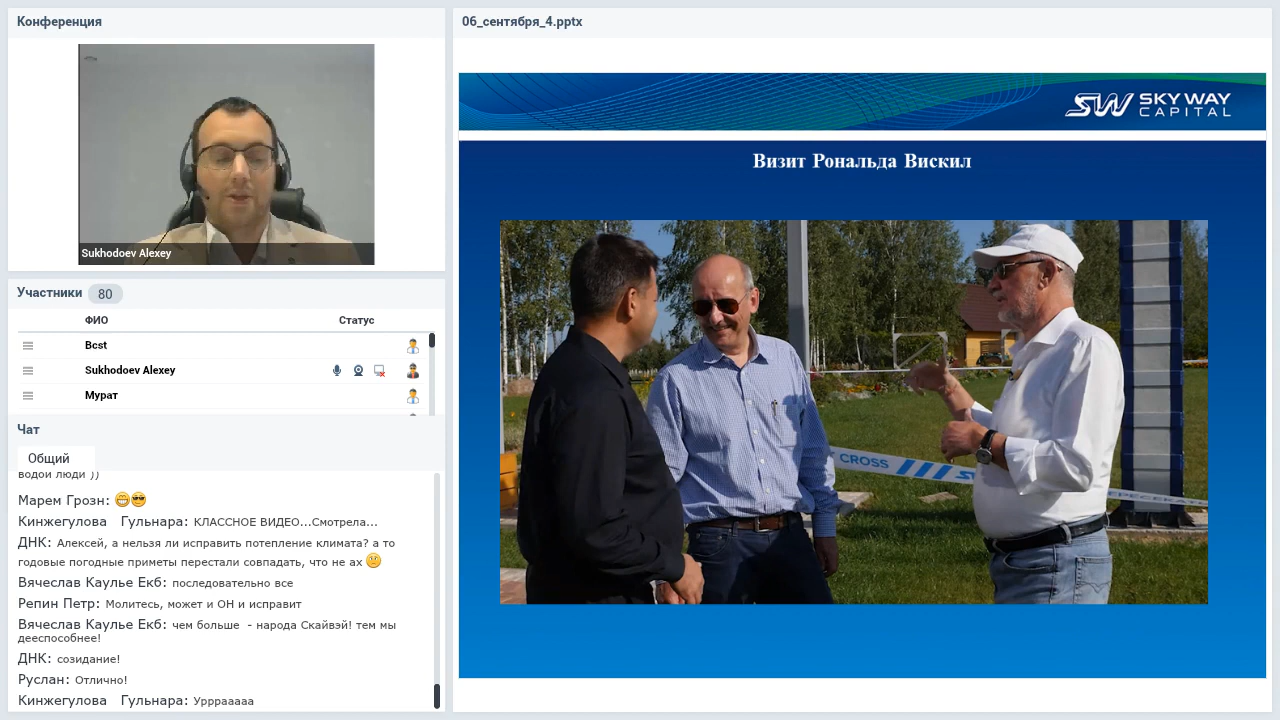 Конференция
Sukhodoev Alexey
Участники 80
ФИО Статус
Bcst
Sukhodoev Alexey
Мурат
Чат
Общий
водой люди ))
Марем Грозн:
Кинжегулова Гульнара: КЛАССНОЕ ВИДЕО...Смотрела...
ДНК: Алексей, а нельзя ли исправить потепление климата? а то
годовые погодные приметы перестали совпадать, что не ах
Вячеслав Каулье Екб: последовательно все
Репин Петр: Молитесь, может и ОН и исправит
Вячеслав Каулье Екб: чем больше - народа Скайвэй! тем мы
дееспособнее!
ДНК: созидание!
Руслан: Отлично!
Кинжегулова Гульнара: Уррраааaa
06_сентября_4.pptx
SW SKY WAY
CAPITAL
Визит Рональда Вискил
CROSS